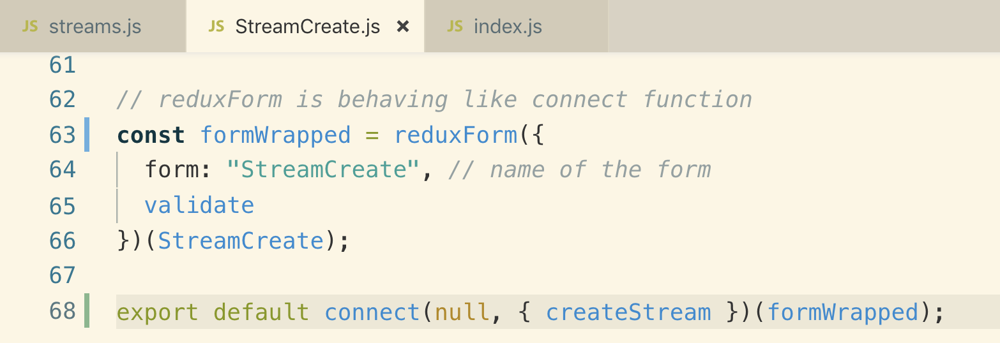 JS streams.js JS StreamCreate.js × JS index.js
61
62 // reduxForm is behaving like connect function
63 const formWrapped = reduxForm({
64 form: "StreamCreate", // name of the form
65 validate
66 })(StreamCreate);
67
68 export default connect(null, { createStream })(formWrapped);